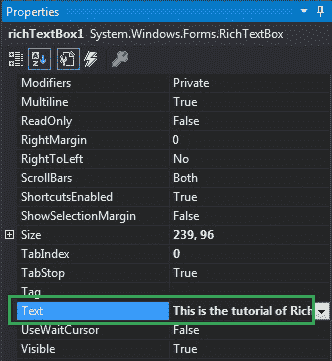 Properties
richTextBox1 System.Windows.Forms.RichTextBox
Modifiers Private
Multiline True
ReadOnly False
RightMargin 0
RightToLeft No
ScrollBars Both
ShortcutsEnabled True
ShowSelectionMargin False
Size 239, 96
TabIndex 0
TabStop True
Tag
Text This is the tutorial of Rich
UseWaitCursor False
Visible True